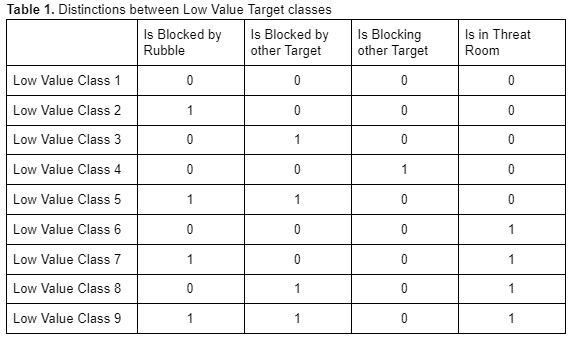 Table 1. Distinctions between Low Value Target classes
Is Blocked by Rubble Is Blocked by other Target Is Blocking other Target Is in Threat Room
Low Value Class 1 0 0 0 0
Low Value Class 2 1 0 0 0
Low Value Class 3 0 1 0 0
Low Value Class 4 0 0 1 0
Low Value Class 5 1 1 0 0
Low Value Class 6 0 0 0 1
Low Value Class 7 1 0 0 1
Low Value Class 8 0 1 0 1
Low Value Class 9 1 1 0 1